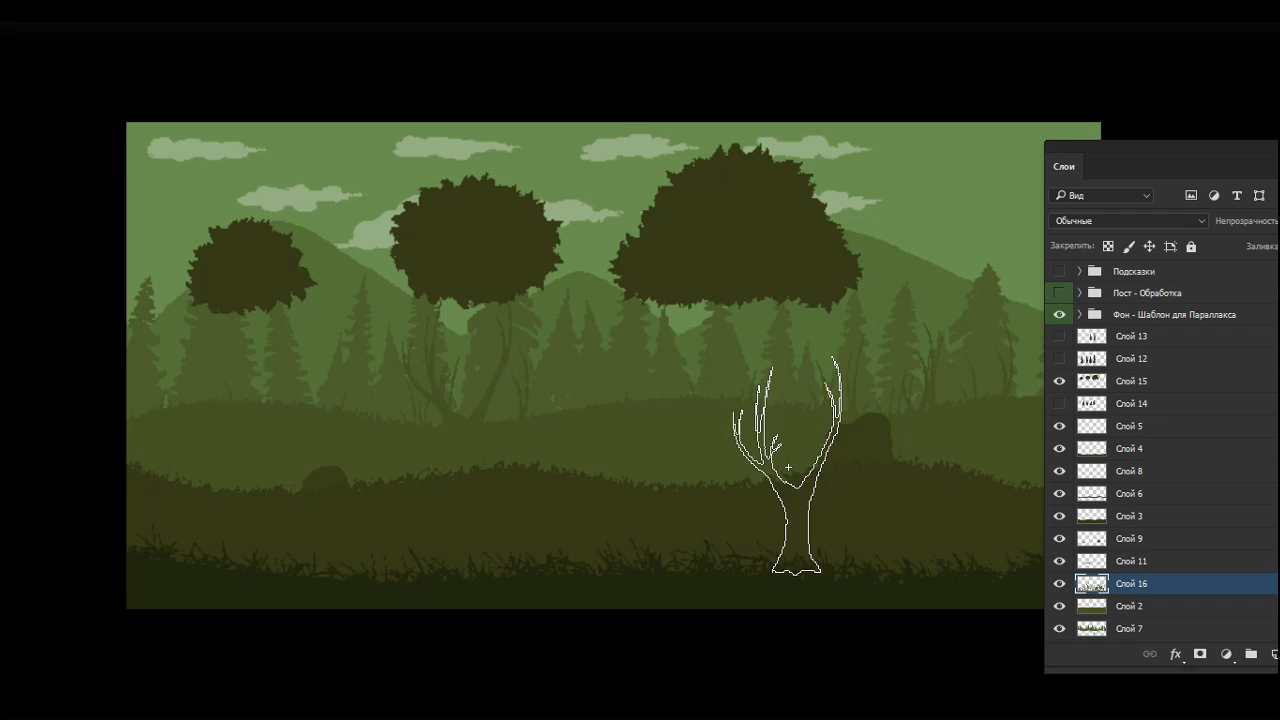 Слои
Вид
Обычные
Непрозрачность
Закрепить:
Заливка
Подсказки
Пост - Обработка
Фон - Шаблон для Параллакса
Слой 13
Слой 12
Слой 15
Слой 14
Слой 5
Слой 4
Слой 8
Слой 6
Слой 3
Слой 9
Слой 11
Слой 16
Слой 2
Слой 7
fx